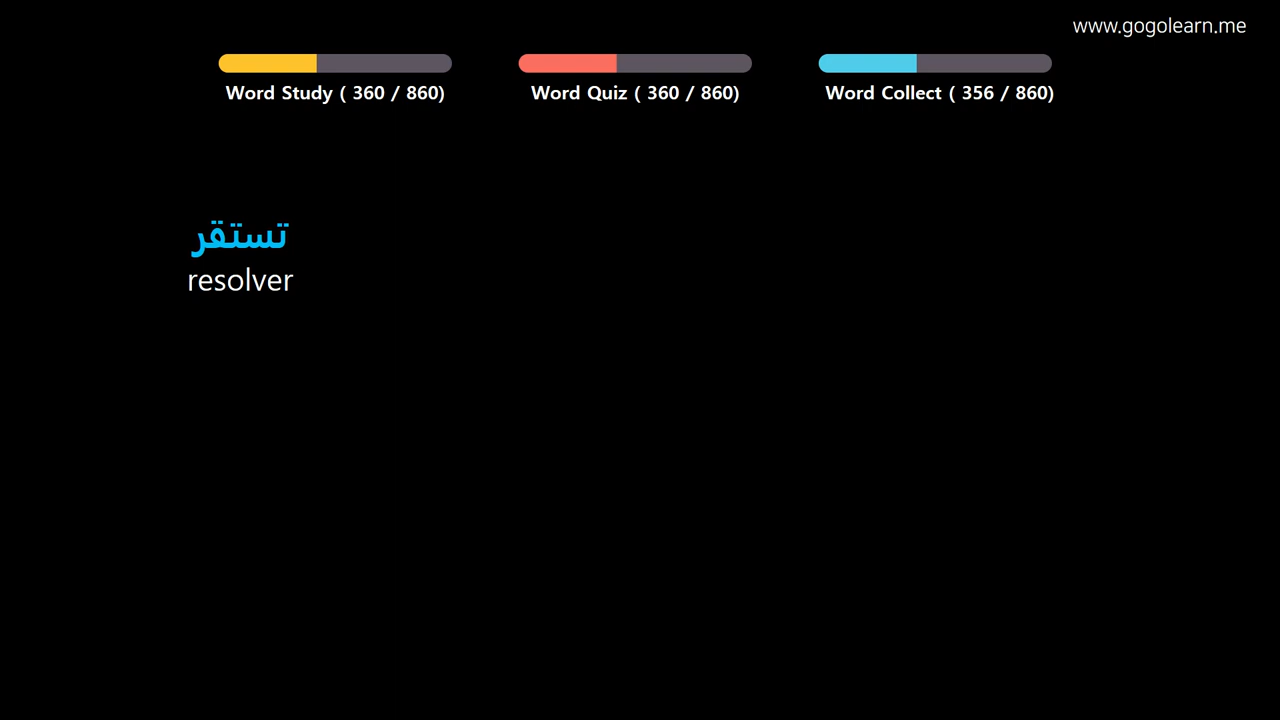 www.gogolearn.me
Word Study ( 360 / 860)
Word Quiz ( 360 / 860)
Word Collect ( 356 / 860)
تستقر
resolver